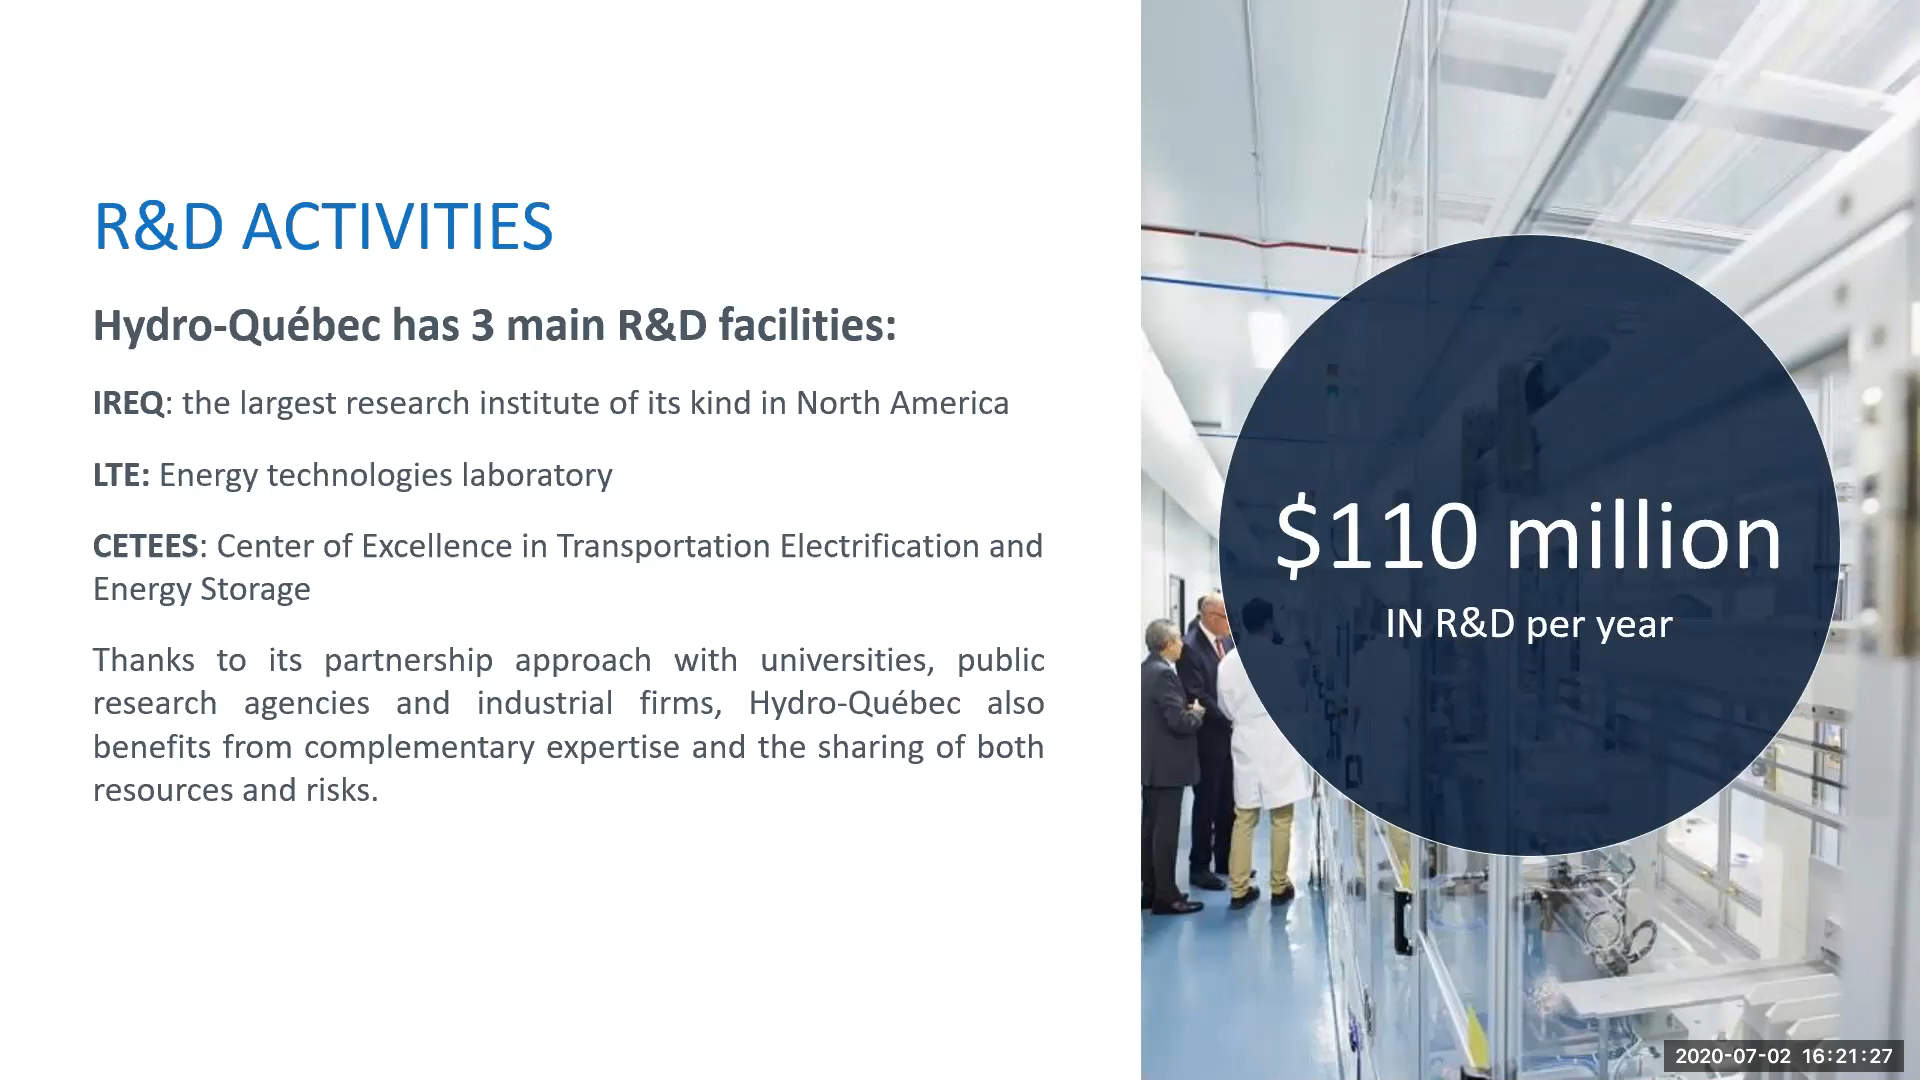 R&D ACTIVITIES
Hydro-Québec has 3 main R&D facilities:
IREQ: the largest research institute of its kind in North America
LTE: Energy technologies laboratory
CETEES: Center of Excellence in Transportation Electrification and
Energy Storage
Thanks to its partnership approach with universities, public
research agencies and industrial firms, Hydro-Québec also
benefits from complementary expertise and the sharing of both
resources and risks.
$110 million
IN R&D per year
2020-07-02 16:21:27